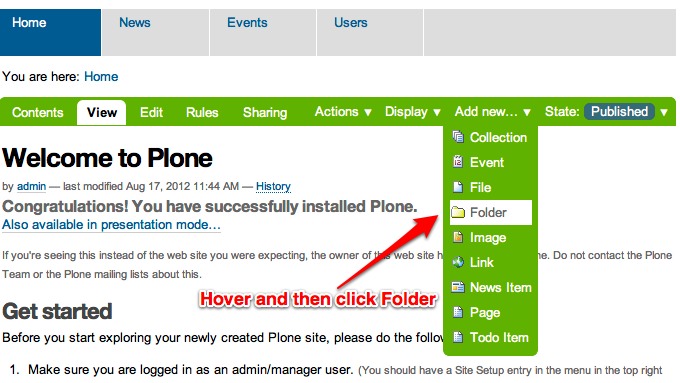 Home News Events Users
You are here: Home
Contents View Edit Rules Sharing Actions ▼ Display ▼ Add new... ▼ State: Published ▼
Collection
Event
File
Folder
Image
Link
News Item
Page
Todo Item
Welcome to Plone
by admin — last modified Aug 17, 2012 11:44 AM — History
Congratulations! You have successfully installed Plone.
Also available in presentation mode…
If you're seeing this instead of the web site you were expecting, the owner of this web site ne. Do not contact the Plone
Team or the Plone mailing lists about this.
Hover and then click Folder
Get started
Before you start exploring your newly created Plone site, please do the follow
1. Make sure you are logged in as an admin/manager user. (You should have a Site Setup entry in the menu in the top right